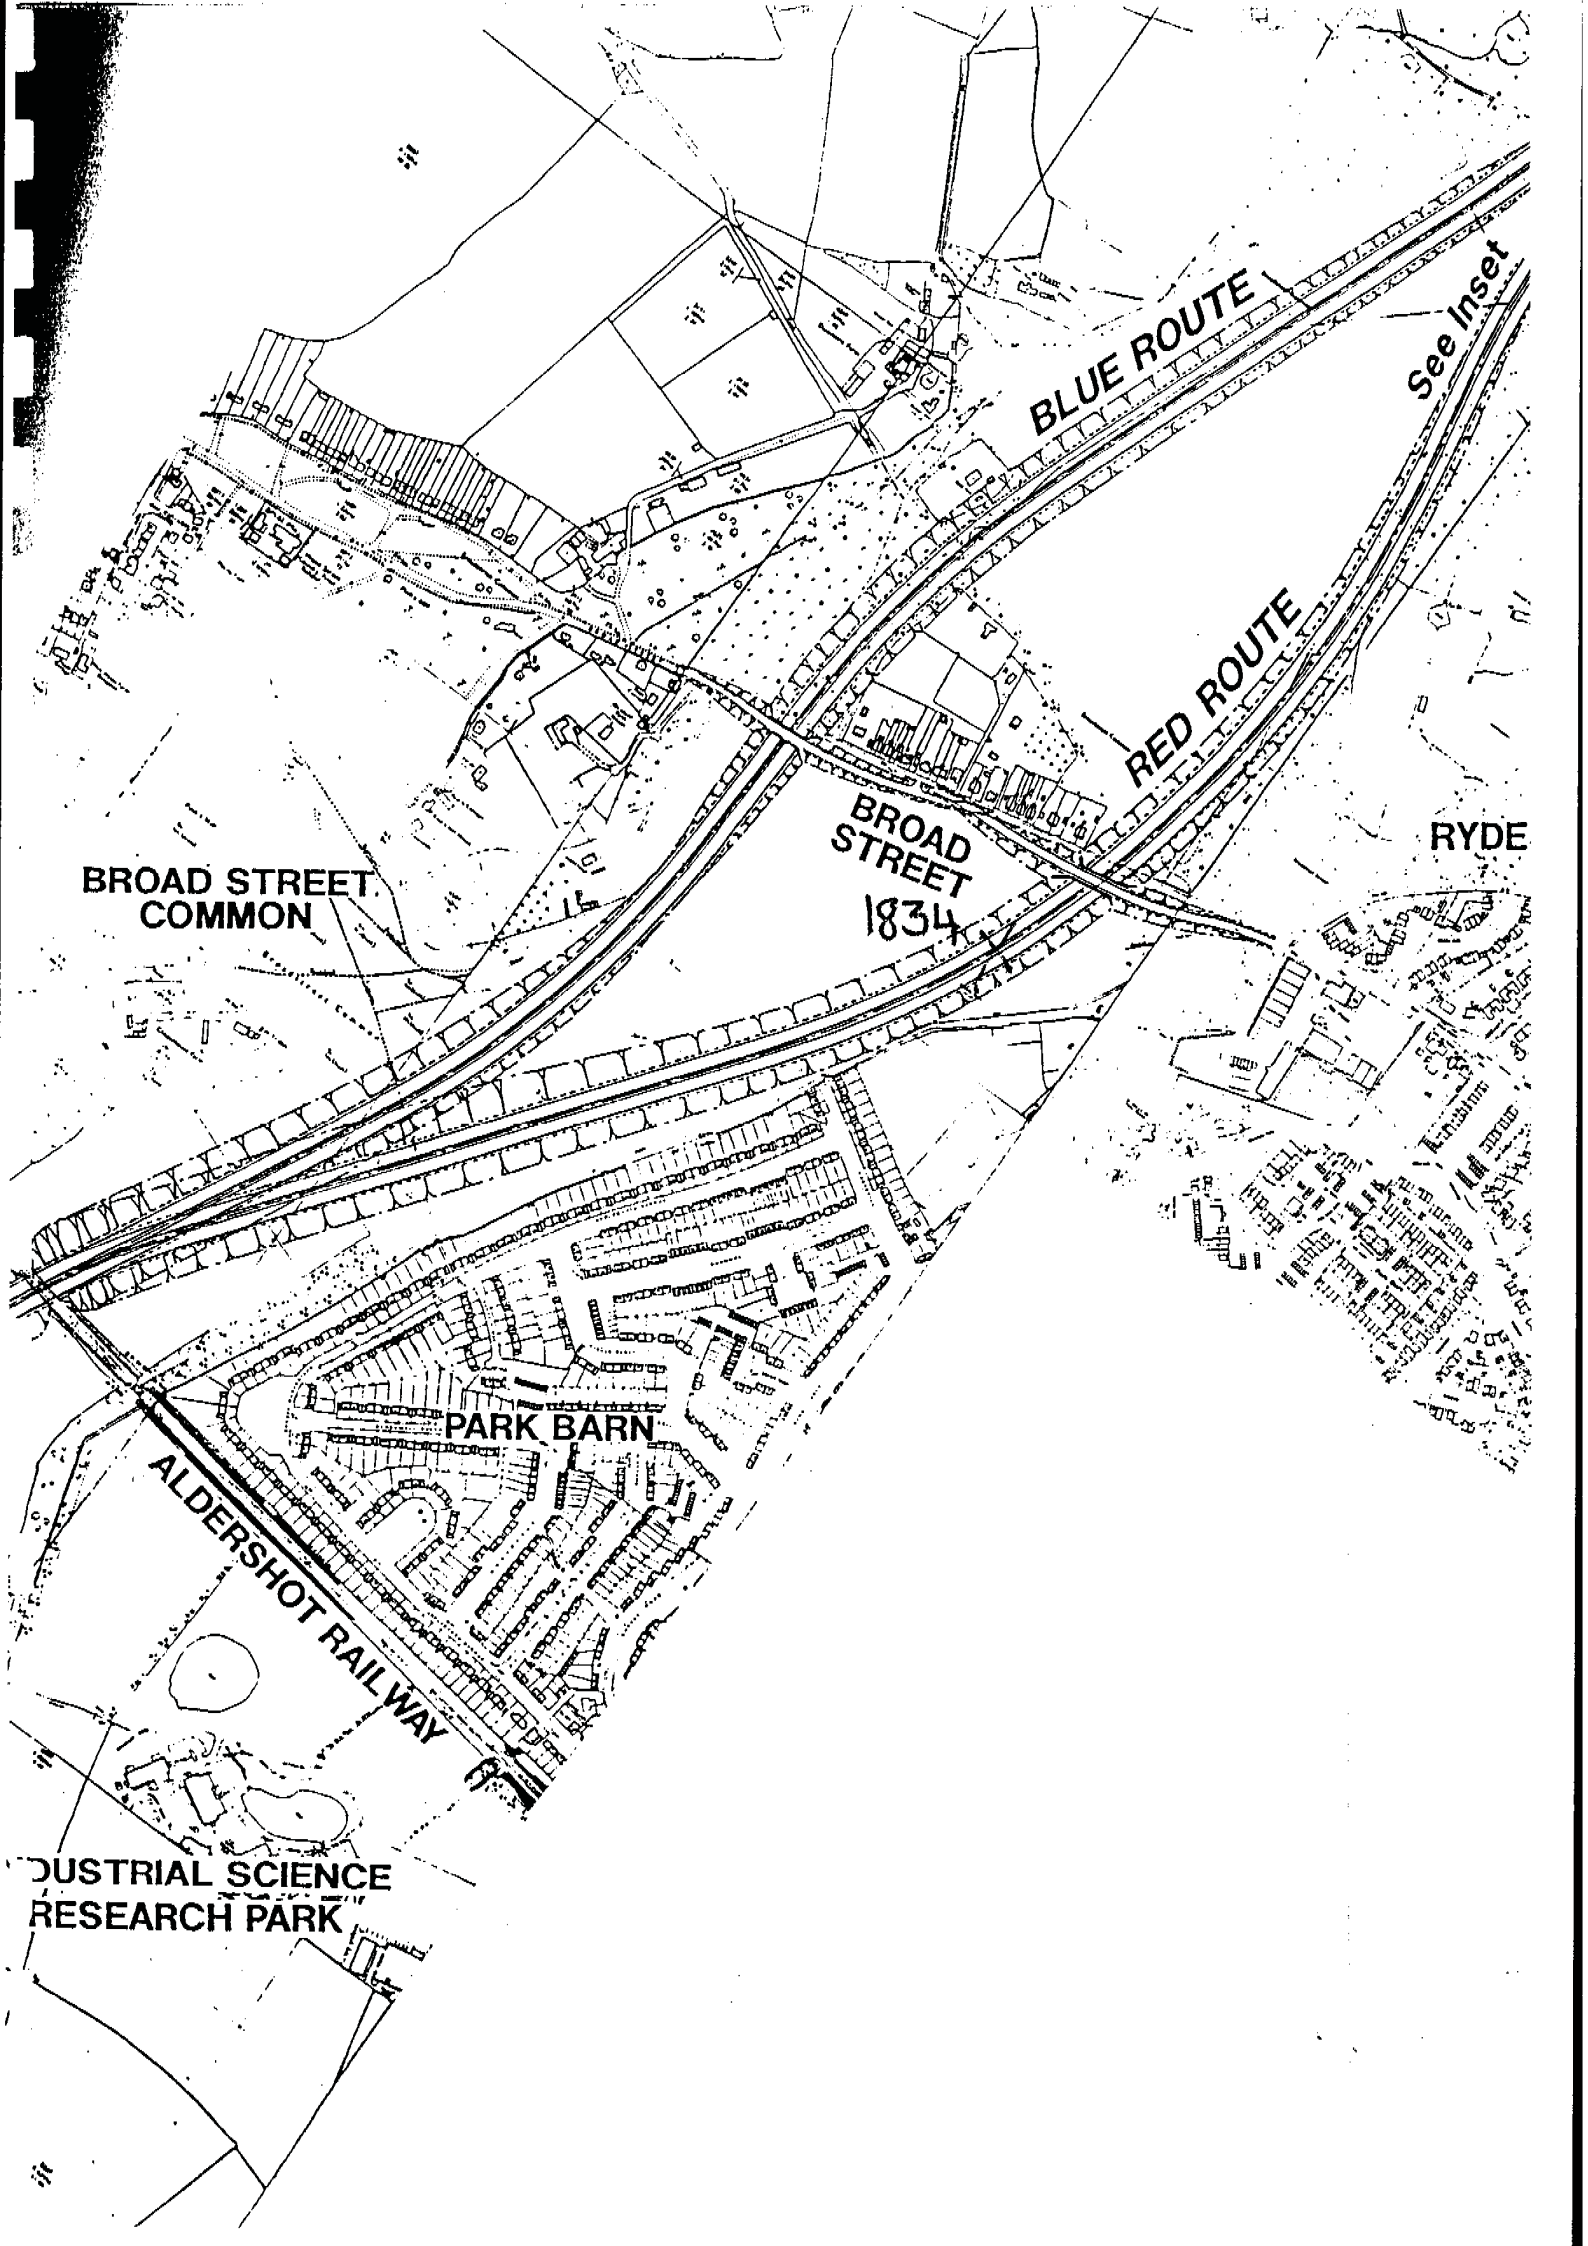 BLUE ROUTE
See Inset
RED ROUTE
BROAD
STREET
1834
RYDE
BROAD STREET
COMMON
PARK BARN
ALDERSHOT RAILWAY
DUSTRIAL SCIENCE
RESEARCH PARK